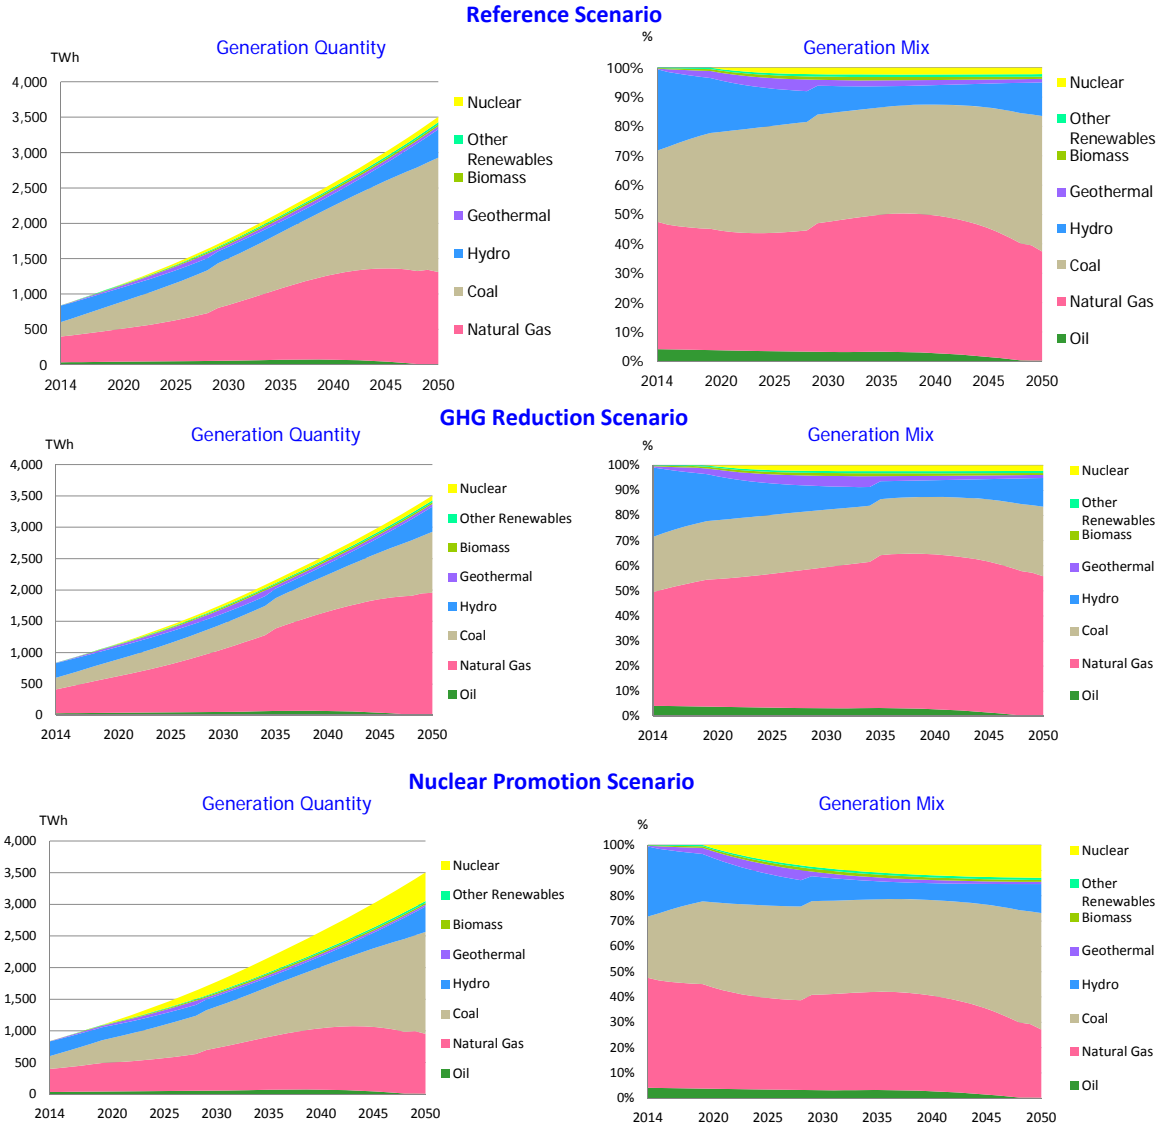 Reference Scenario
Generation Quantity
TWh
4,000
3,500
3,000
2,500
2,000
1,500
1,000
500
0
2014
2020
2025
2030
2035
2040
2045
2050
Nuclear
Other
Renewables
Biomass
Geothermal
Hydro
Coal
Natural Gas
Oil
Generation Mix
%
100%
90%
80%
70%
60%
50%
40%
30%
20%
10%
0%
2014
2020
2025
2030
2035
2040
2045
2050
Nuclear
Other
Renewables
Biomass
Geothermal
Hydro
Coal
Natural Gas
Oil
GHG Reduction Scenario
Generation Quantity
TWh
4,000
3,500
3,000
2,500
2,000
1,500
1,000
500
0
2014
2020
2025
2030
2035
2040
2045
2050
Nuclear
Other Renewables
Biomass
Geothermal
Hydro
Coal
Natural Gas
Oil
Generation Mix
%
100%
90%
80%
70%
60%
50%
40%
30%
20%
10%
0%
2014
2020
2025
2030
2035
2040
2045
2050
Nuclear
Other
Renewables
Biomass
Geothermal
Hydro
Coal
Natural Gas
Oil
Nuclear Promotion Scenario
Generation Quantity
TWh
4,000
3,500
3,000
2,500
2,000
1,500
1,000
500
0
2014
2020
2025
2030
2035
2040
2045
2050
Nuclear
Other Renewables
Biomass
Geothermal
Hydro
Coal
Natural Gas
Oil
Generation Mix
%
100%
90%
80%
70%
60%
50%
40%
30%
20%
10%
0%
2014
2020
2025
2030
2035
2040
2045
2050
Nuclear
Other
Renewables
Biomass
Geothermal
Hydro
Coal
Natural Gas
Oil